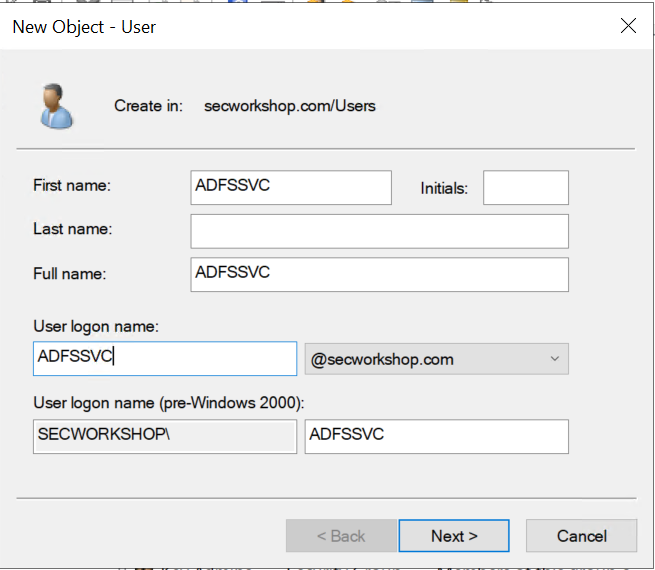 New Object - User
Create in: secworkshop.com/Users
First name: ADFSSVC Initials:
Last name:
Full name: ADFSSVC
User logon name:
ADFSSVC @secworkshop.com
User logon name (pre-Windows 2000):
SECWORKSHOP\ ADFSSVC
< Back Next > Cancel